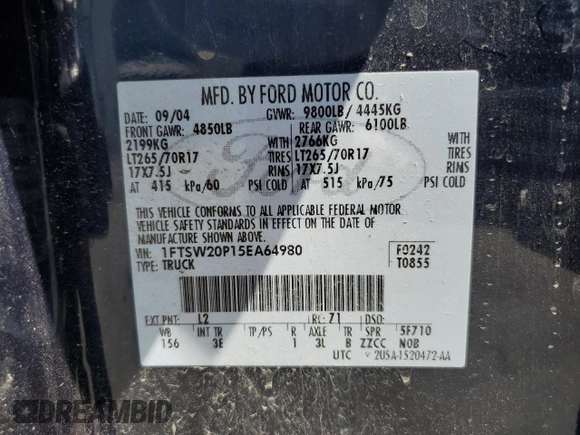 MFD. BY FORD MOTOR CO.
DATE: 09/04 GVWR: 9800LB/ 4445KG
FRONT GAWR: 4850LB REAR GAWR: 6100LB
2199KG WITH 2766KG WITH
LT265/70R17 TIRES LT265/70R17 TIRES
17X7.5J RIMS 17X7.5J RIMS
AT 415 kPa/60 PSI COLD AT 515 kPa/75 PSI COLD
THIS VEHICLE CONFORMS TO ALL APPLICABLE FEDERAL MOTOR
VEHICLE SAFETY STANDARDS IN EFFECT ON THE DATE OF
MANUFACTURE SHOWN ABOVE.
VIN: 1FTSW20P15EA64980 F0242
TYPE: TRUCK T0855
EXT PNT: L2 RC: 71 DSO:
WB INT TR TP/PS R AXLE TR SPR 5F710
156 3E 1 3L B ZZCC NOB
UTC 2USA-1520472-AA
Ford
DREAMBID